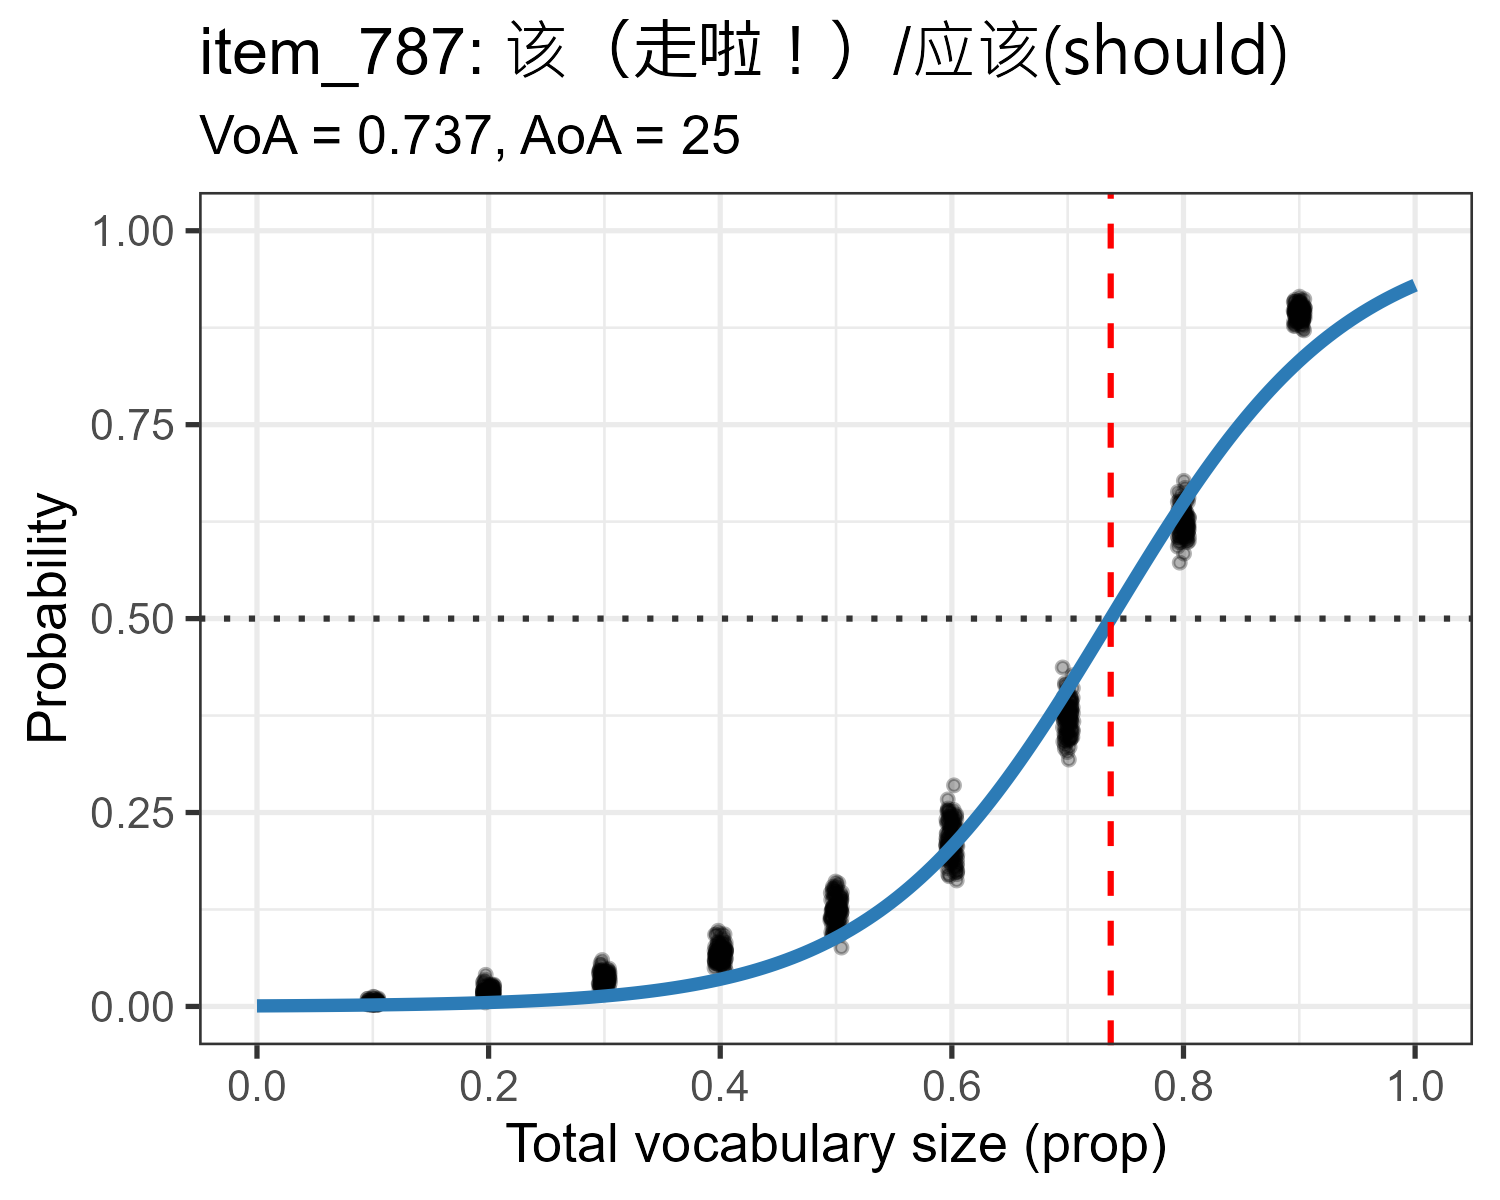 item_787: 该（走啦！）/应该(should)
VoA = 0.737, AoA = 25
1.00
0.75
0.50
0.25
0.00
Probability
0.0 0.2 0.4 0.6 0.8 1.0
Total vocabulary size (prop)